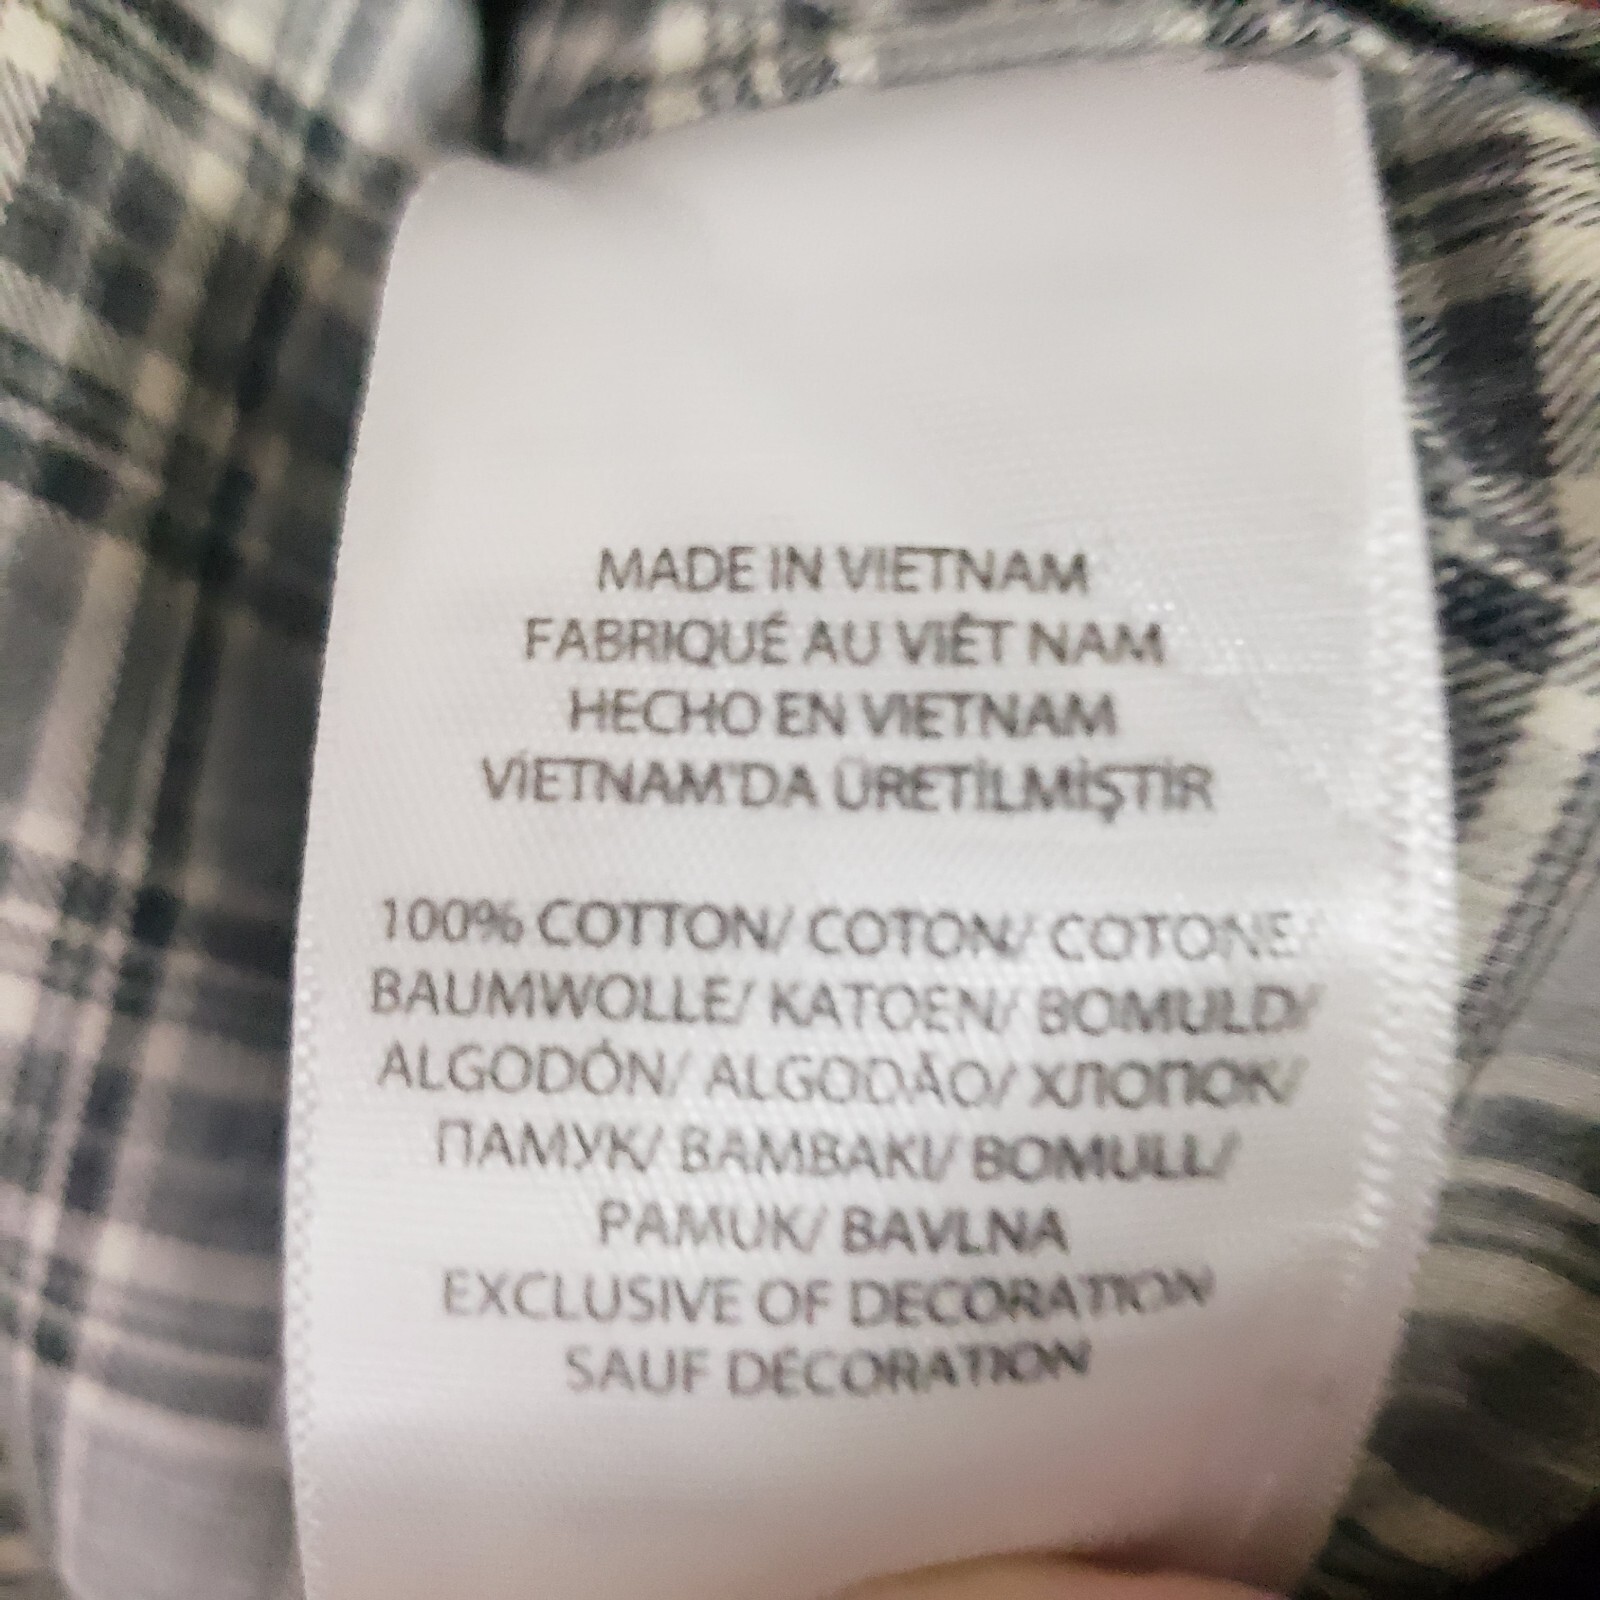 MADE IN VIETNAM
FABRIQUÉ AU VIÊT NAM
HECHO EN VIETNAM
VİETNAM'DA ÜRETİLMİŞTİR
100% COTTON/ COTON/ COTONE/
BAUMWOLLE/ KATOEN/ BOMULD/
ALGODÓN/ ALGODÃO/ ХЛОПОК/
ПАМУК/ BAMBAKI/ BOMULL/
PAMUK/ BAVLNA
EXCLUSIVE OF DECORATION
SAUF DÉCORATION